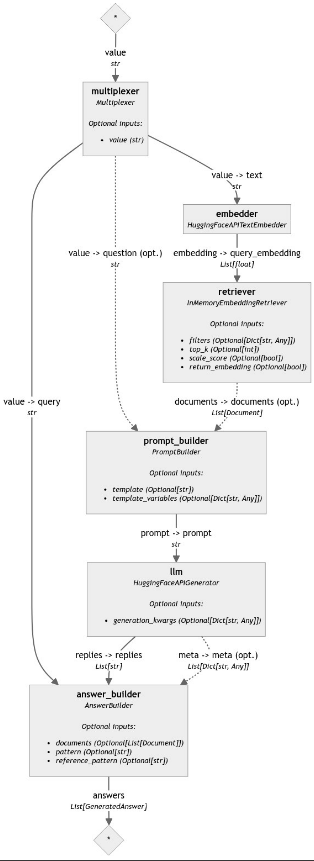 *
value
str
multiplexer
Multiplexer
Optional Inputs:
• value (str)
value -> text
str
embedder
HuggingFaceAPITextEmbedder
value -> question (opt.)
str
embedding -> query_embedding
List[float]
retriever
InMemoryEmbeddingRetriever
Optional Inputs:
• filters (Optional[Dict[str, Any]])
• top_k (Optional[int])
• scale_score (Optional[bool])
• return_embedding (Optional[bool])
value -> query
str
documents -> documents (opt.)
List[Document]
prompt_builder
PromptBuilder
Optional Inputs:
• template (Optional[str])
• template_variables (Optional[Dict[str, Any]])
prompt -> prompt
str
llm
HuggingFaceAPIGenerator
Optional Inputs:
• generation_kwargs (Optional[Dict[str, Any]])
replies -> replies
List[str]
meta -> meta (opt.)
List[Dict[str, Any]]
answer_builder
AnswerBuilder
Optional Inputs:
• documents (Optional[List[Document]])
• pattern (Optional[str])
• reference_pattern (Optional[str])
answers
List[GeneratedAnswer]
*